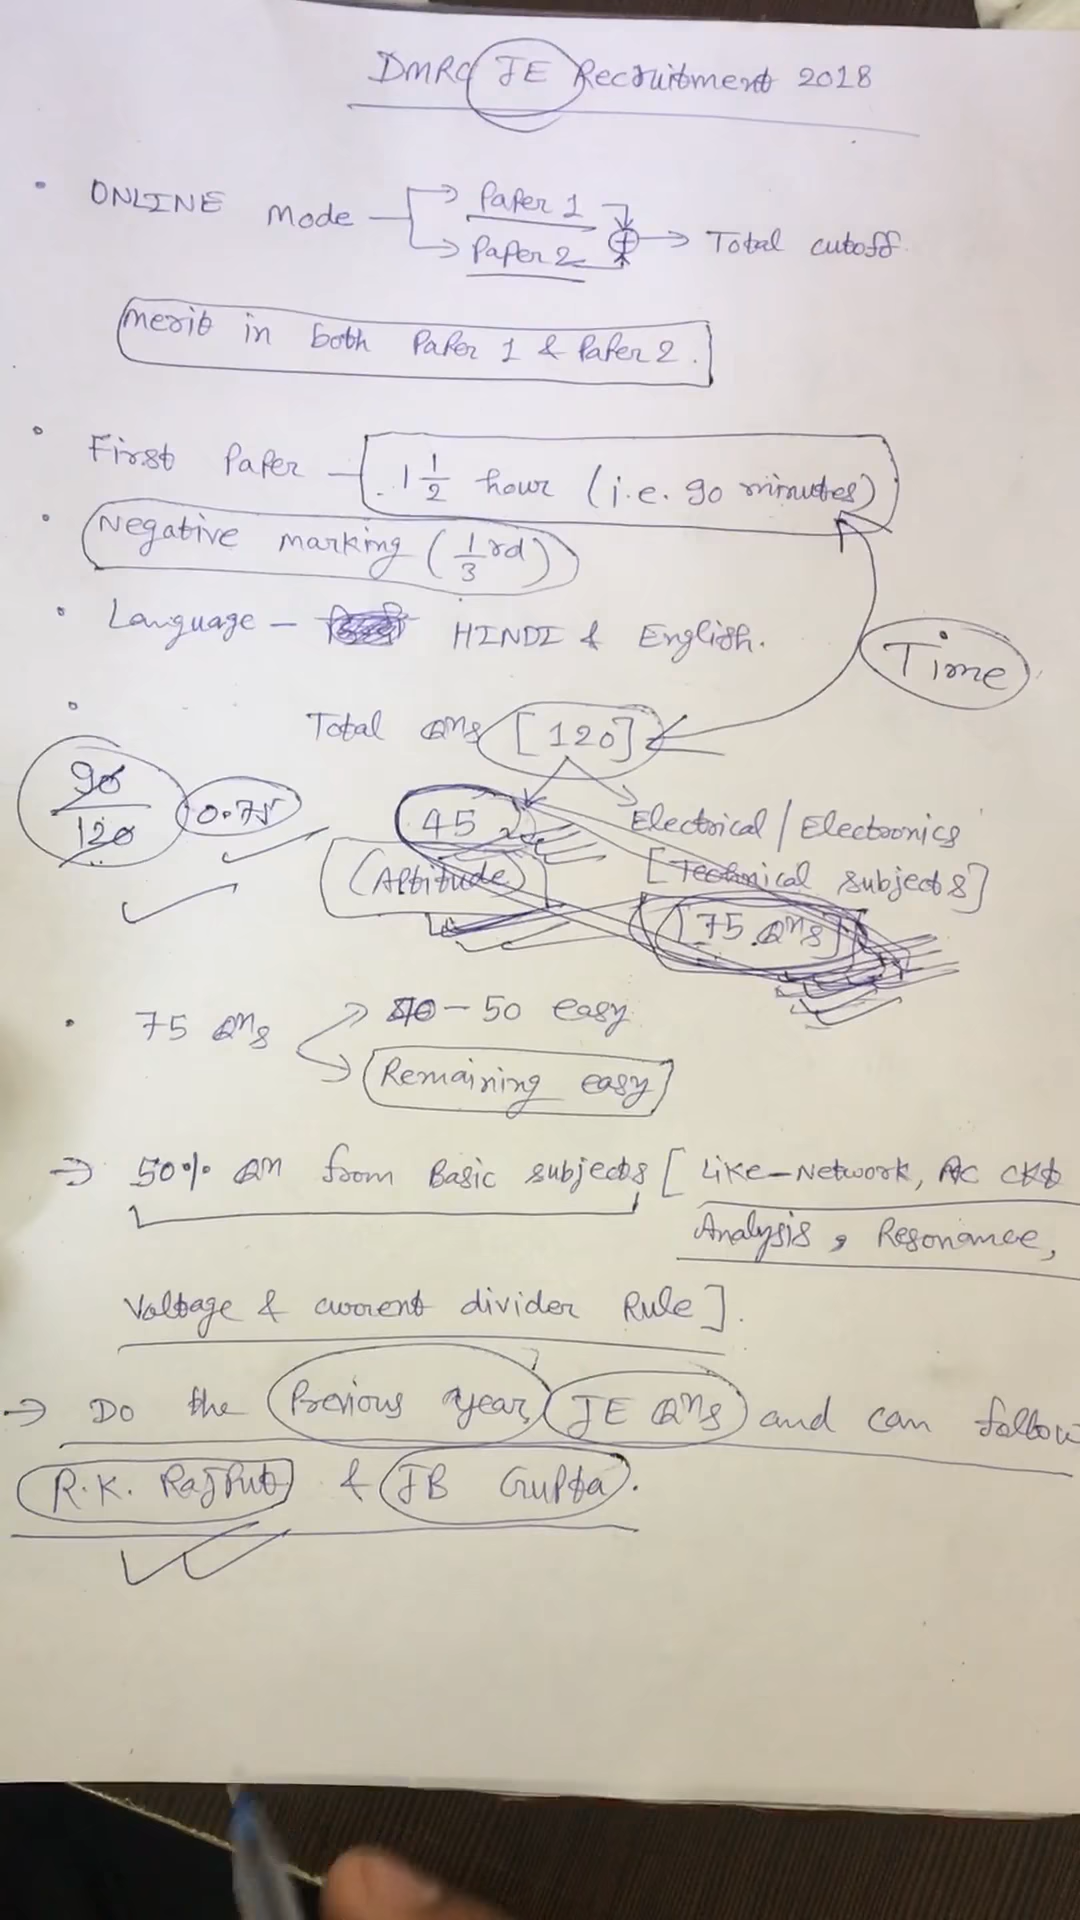 DMRC JE Recruitment 2018
ONLINE Mode Paper 1
Paper 2
+ Total cutoff
merit in both Paper 1 & Paper 2.
First Paper - 1 1/2 hour (i.e. 90 minutes)
Negative marking (1/3 rd)
Language - HINDI & English.
Time
Total Qns [120]
90/120 0.75
45 Electrical / Electronics
(Aptitude) [Technical subjects]
[75 Qns]
75 Qns - 50 easy
Remaining easy
→ 50% Qn from Basic subjects [Like-Network, AC ckt
Analysis, Resonance,
Voltage & current divider Rule].
→ Do the Previous year, JE Qns and can follow
R.K. Rajput & JB Gupta.